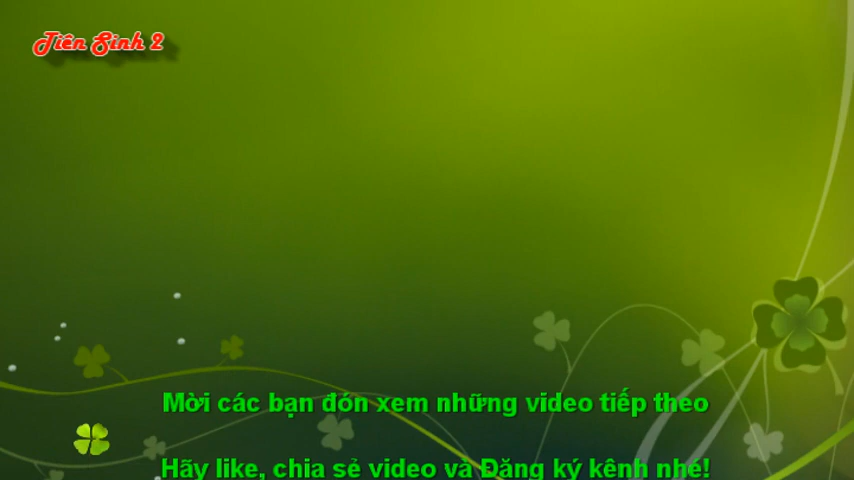 Tiên Sinh 2
Mời các bạn đón xem những video tiếp theo
Hãy like, chia sẻ video và Đăng ký kênh nhé!